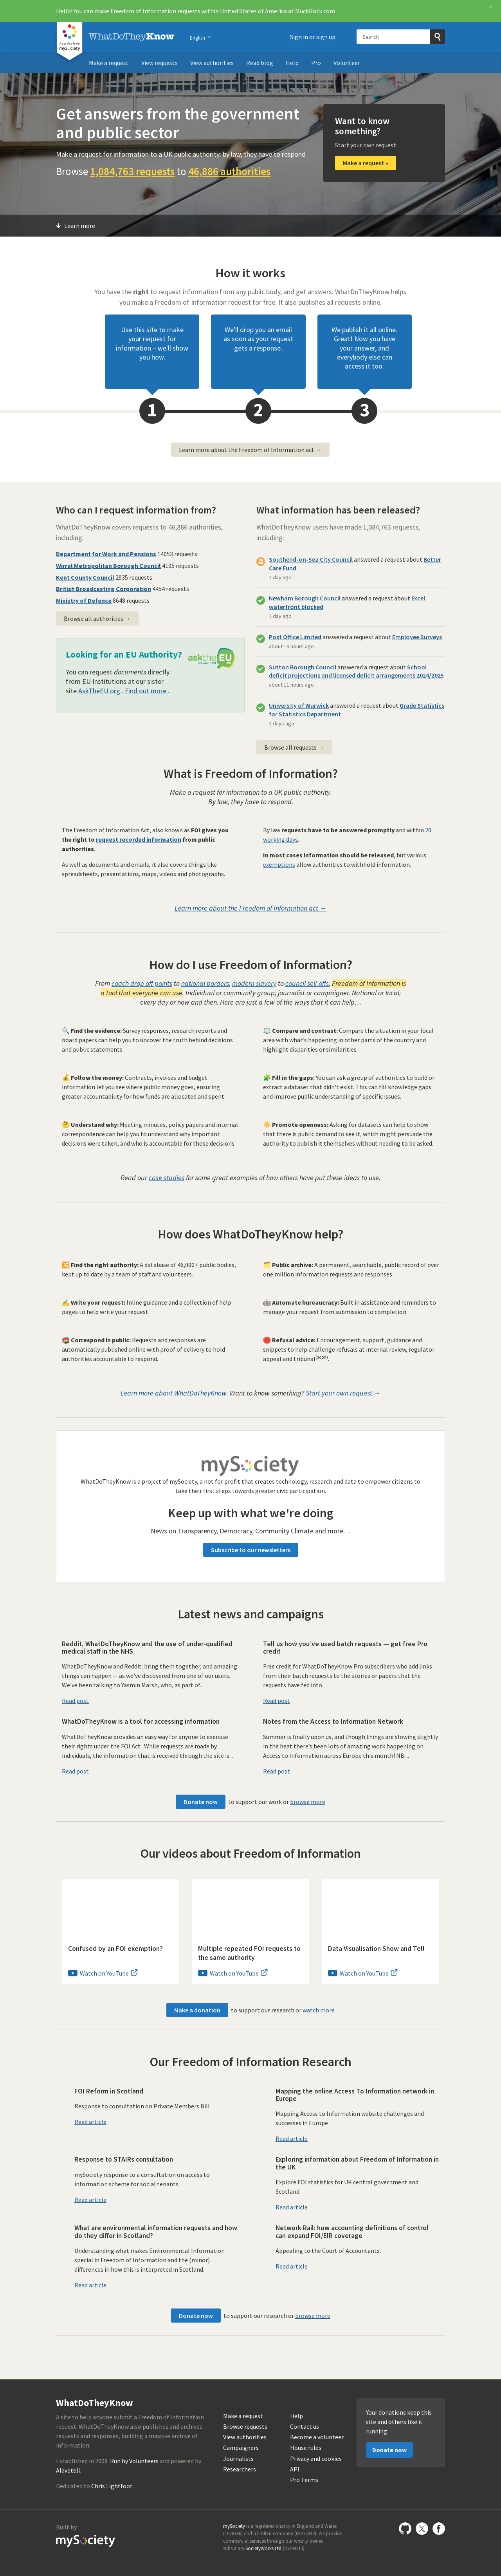 Hello! You can make Freedom of Information requests within United States of America at MuckRock.com
x
mySociety
WhatDoTheyKnow
English
Sign in or sign up
Search
Make a request
View requests
View authorities
Read blog
Help
Pro
Volunteer
Get answers from the government
and public sector
Make a request for information to a UK public authority: by law, they have to respond
Browse 1,084,763 requests to 46,886 authorities
Want to know
something?
Start your own request
Make a request »
Learn more
How it works
You have the right to request information from any public body, and get answers. WhatDoTheyKnow helps
you make a Freedom of Information request for free. It also publishes all requests online.
Use this site to make
your request for
information – we'll show
you how.
We'll drop you an email
as soon as your request
gets a response.
We publish it all online.
Great! Now you have
your answer, and
everybody else can
access it too.
1
2
3
Learn more about the Freedom of Information act →
Who can I request information from?
WhatDoTheyKnow covers requests to 46,886 authorities,
including:
Department for Work and Pensions 14053 requests
Wirral Metropolitan Borough Council 4105 requests
Kent County Council 2935 requests
British Broadcasting Corporation 4454 requests
Ministry of Defence 8648 requests
Browse all authorities →
Looking for an EU Authority?
You can request documents directly
from EU Institutions at our sister
site AskTheEU.org . Find out more .
asktheEU
What information has been released?
WhatDoTheyKnow users have made 1,084,763 requests,
including:
Southend-on-Sea City Council answered a request about Better
Care Fund
1 day ago
Newham Borough Council answered a request about Excel
waterfront blocked
1 day ago
Post Office Limited answered a request about Employee Surveys
about 19 hours ago
Sutton Borough Council answered a request about School
deficit projections and licensed deficit arrangements 2024/2025
about 11 hours ago
University of Warwick answered a request about Grade Statistics
for Statistics Department
2 days ago
Browse all requests →
What is Freedom of Information?
Make a request for information to a UK public authority.
By law, they have to respond.
The Freedom of Information Act, also known as FOI gives you
the right to request recorded information from public
authorities.
As well as documents and emails, it also covers things like
spreadsheets, presentations, maps, videos and photographs.
By law requests have to be answered promptly and within 20
working days.
In most cases information should be released, but various
exemptions allow authorities to withhold information.
Learn more about the Freedom of Information act →
How do I use Freedom of Information?
From coach drop off points to national borders; modern slavery to council sell-offs, Freedom of Information is
a tool that everyone can use. Individual or community group; journalist or campaigner. National or local;
every day or now and then. Here are just a few of the ways that it can help…
🔍 Find the evidence: Survey responses, research reports and
board papers can help you to uncover the truth behind decisions
and public statements.
⚖️ Compare and contrast: Compare the situation in your local
area with what's happening in other parts of the country and
highlight disparities or similarities.
💰 Follow the money: Contracts, invoices and budget
information let you see where public money goes, ensuring
greater accountability for how funds are allocated and spent.
🧩 Fill in the gaps: You can ask a group of authorities to build or
extract a dataset that didn't exist. This can fill knowledge gaps
and improve public understanding of specific issues.
🤔 Understand why: Meeting minutes, policy papers and internal
correspondence can help you to understand why important
decisions were taken, and who is accountable for those decisions.
☀️ Promote openness: Asking for datasets can help to show
that there is public demand to see it, which might persuade the
authority to publish it themselves without needing to be asked.
Read our case studies for some great examples of how others have put these ideas to use.
How does WhatDoTheyKnow help?
🔀 Find the right authority: A database of 46,000+ public bodies,
kept up to date by a team of staff and volunteers.
🗂️ Public archive: A permanent, searchable, public record of over
one million information requests and responses.
✍️ Write your request: Inline guidance and a collection of help
pages to help write your request.
🤖 Automate bureaucracy: Built in assistance and reminders to
manage your request from submission to completion.
Correspond in public: Requests and responses are
automatically published online with proof of delivery to hold
authorities accountable to respond.
🛑 Refusal advice: Encouragement, support, guidance and
snippets to help challenge refusals at internal review, regulator
appeal and tribunal(soon).
Learn more about WhatDoTheyKnow. Want to know something? Start your own request →
mySociety
WhatDoTheyKnow is a project of mySociety, a not for profit that creates technology, research and data to empower citizens to
take their first steps towards greater civic participation.
Keep up with what we're doing
News on Transparency, Democracy, Community Climate and more…
Subscribe to our newsletters
Latest news and campaigns
Reddit, WhatDoTheyKnow and the use of under-qualified
medical staff in the NHS
WhatDoTheyKnow and Reddit: bring them together, and amazing
things can happen — as we've discovered from one of our users.
We've been talking to Yasmin Marsh, who, as part of...
Read post
Tell us how you've used batch requests — get free Pro
credit
Free credit for WhatDoTheyKnow Pro subscribers who add links
from their batch requests to the stories or papers that the
requests have fed into.
Read post
WhatDoTheyKnow is a tool for accessing information
WhatDoTheyKnow provides an easy way for anyone to exercise
their rights under the FOI Act. While requests are made by
individuals, the information that is received through the site is...
Read post
Notes from the Access to Information Network
Summer is finally upon us, and though things are slowing slightly
in the heat there's been lots of amazing work happening on
Access to Information across Europe this month! NB:...
Read post
Donate now to support our work or browse more
Our videos about Freedom of Information
Confused by an FOI exemption?
Watch on YouTube
Multiple repeated FOI requests to
the same authority
Watch on YouTube
Data Visualisation Show and Tell
Watch on YouTube
Make a donation to support our research or watch more
Our Freedom of Information Research
FOI Reform in Scotland
Response to consultation on Private Members Bill
Read article
Mapping the online Access To Information network in
Europe
Mapping Access to Information website challenges and
successes in Europe
Read article
Response to STAIRs consultation
mySociety response to a consultation on access to
information scheme for social tenants
Read article
Exploring information about Freedom of Information in
the UK
Explore FOI statistics for UK central government and
Scotland.
Read article
What are environmental information requests and how
do they differ in Scotland?
Understanding what makes Environmental Information
special in Freedom of Information and the (minor)
differences in how this is interpreted in Scotland.
Read article
Network Rail: how accounting definitions of control
can expand FOI/EIR coverage
Appealing to the Court of Accountants.
Read article
Donate now to support our research or browse more
WhatDoTheyKnow
A site to help anyone submit a Freedom of Information
request. WhatDoTheyKnow also publishes and archives
requests and responses, building a massive archive of
information.
Established in 2008. Run by Volunteers and powered by
Alaveteli.
Dedicated to Chris Lightfoot.
Make a request
Browse requests
View authorities
Campaigners
Journalists
Researchers
Help
Contact us
Become a volunteer
House rules
Privacy and cookies
API
Pro Terms
Your donations keep this
site and others like it
running
Donate now
Built by
mySociety
mySociety is a registered charity in England and Wales
(1076346) and a limited company (03277032). We provide
commercial services through our wholly owned
subsidiary SocietyWorks Ltd (05798215).